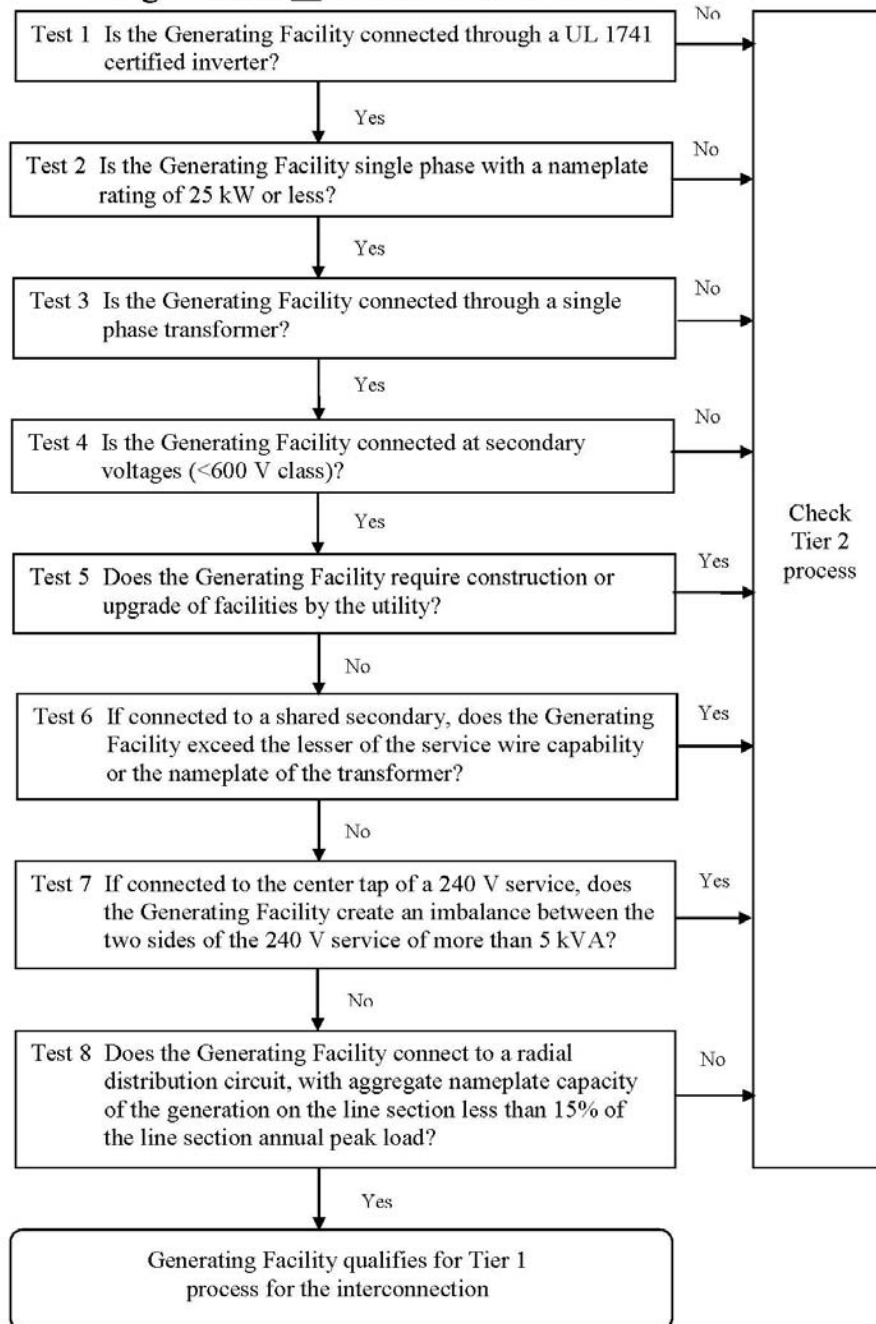 No
Test 1 Is the Generating Facility connected through a UL 1741
certified inverter?
Yes
No
Test 2 Is the Generating Facility single phase with a nameplate
rating of 25 kW or less?
Yes
No
Test 3 Is the Generating Facility connected through a single
phase transformer?
Yes
No
Test 4 Is the Generating Facility connected at secondary
voltages (<600 V class)?
Yes
Check
Tier 2
process
Yes
Test 5 Does the Generating Facility require construction or
upgrade of facilities by the utility?
No
Yes
Test 6 If connected to a shared secondary, does the Generating
Facility exceed the lesser of the service wire capability
or the nameplate of the transformer?
No
Yes
Test 7 If connected to the center tap of a 240 V service, does
the Generating Facility create an imbalance between the
two sides of the 240 V service of more than 5 kVA?
No
No
Test 8 Does the Generating Facility connect to a radial
distribution circuit, with aggregate nameplate capacity
of the generation on the line section less than 15% of
the line section annual peak load?
Yes
Generating Facility qualifies for Tier 1
process for the interconnection